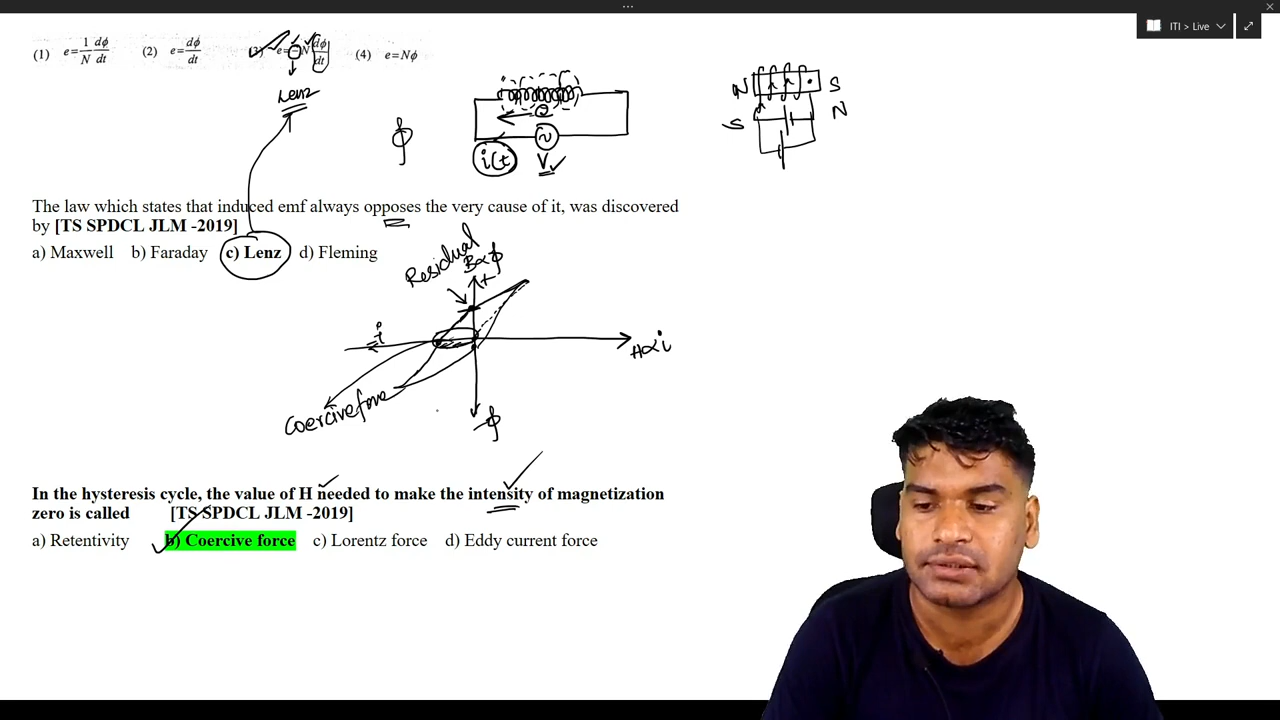 ITI > Live
(1) e=1/N dϕ/dt (2) e=dϕ/dt (3) e=-N dϕ/dt (4) e=Nϕ
Lenz
N S
S N
ϕ
i(t) V
The law which states that induced emf always opposes the very cause of it, was discovered
by [TS SPDCL JLM -2019]
a) Maxwell b) Faraday c) Lenz d) Fleming
Residual
B∝ϕ
+
i
H∝i
Coercive force
-ϕ
In the hysteresis cycle, the value of H needed to make the intensity of magnetization
zero is called [TS SPDCL JLM -2019]
a) Retentivity b) Coercive force c) Lorentz force d) Eddy current force